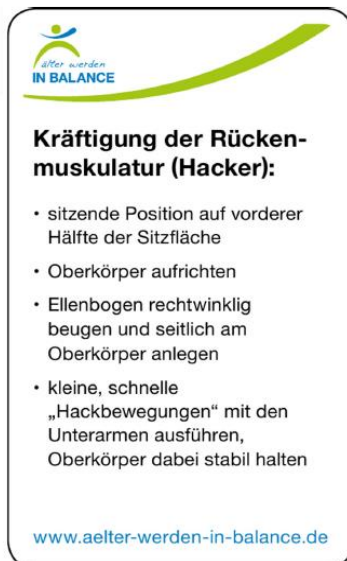 älter werden
IN BALANCE
Kräftigung der Rücken-
muskulatur (Hacker):
• sitzende Position auf vorderer
Hälfte der Sitzfläche
• Oberkörper aufrichten
• Ellenbogen rechtwinklig
beugen und seitlich am
Oberkörper anlegen
• kleine, schnelle
„Hackbewegungen“ mit den
Unterarmen ausführen,
Oberkörper dabei stabil halten
www.aelter-werden-in-balance.de